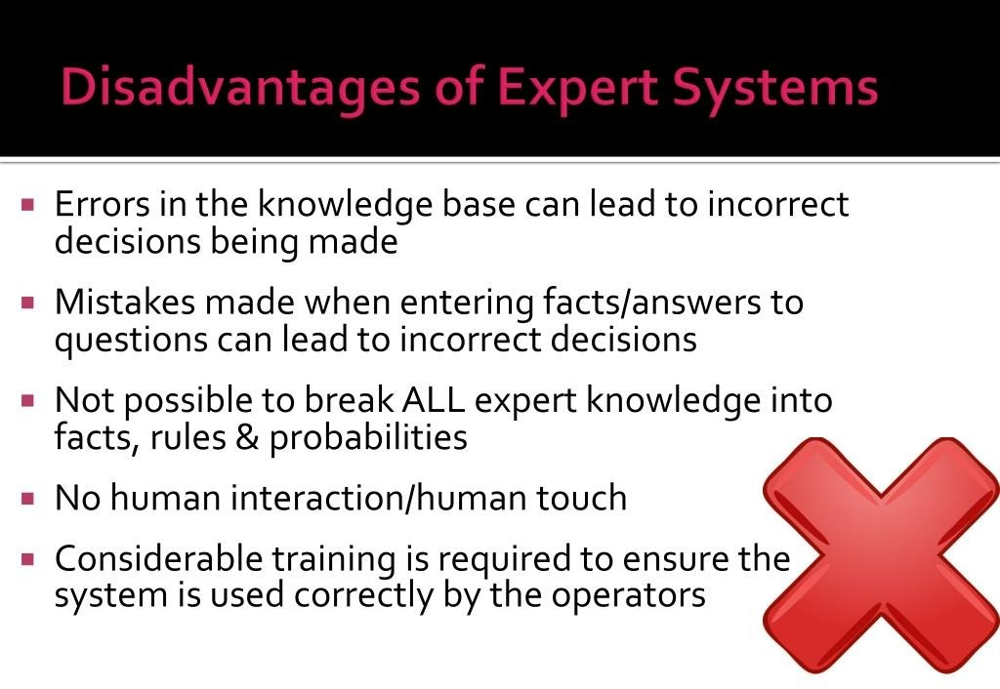 Disadvantages of Expert Systems
Errors in the knowledge base can lead to incorrect
decisions being made
Mistakes made when entering facts/answers to
questions can lead to incorrect decisions
Not possible to break ALL expert knowledge into
facts, rules & probabilities
No human interaction/human touch
Considerable training is required to ensure the
system is used correctly by the operators